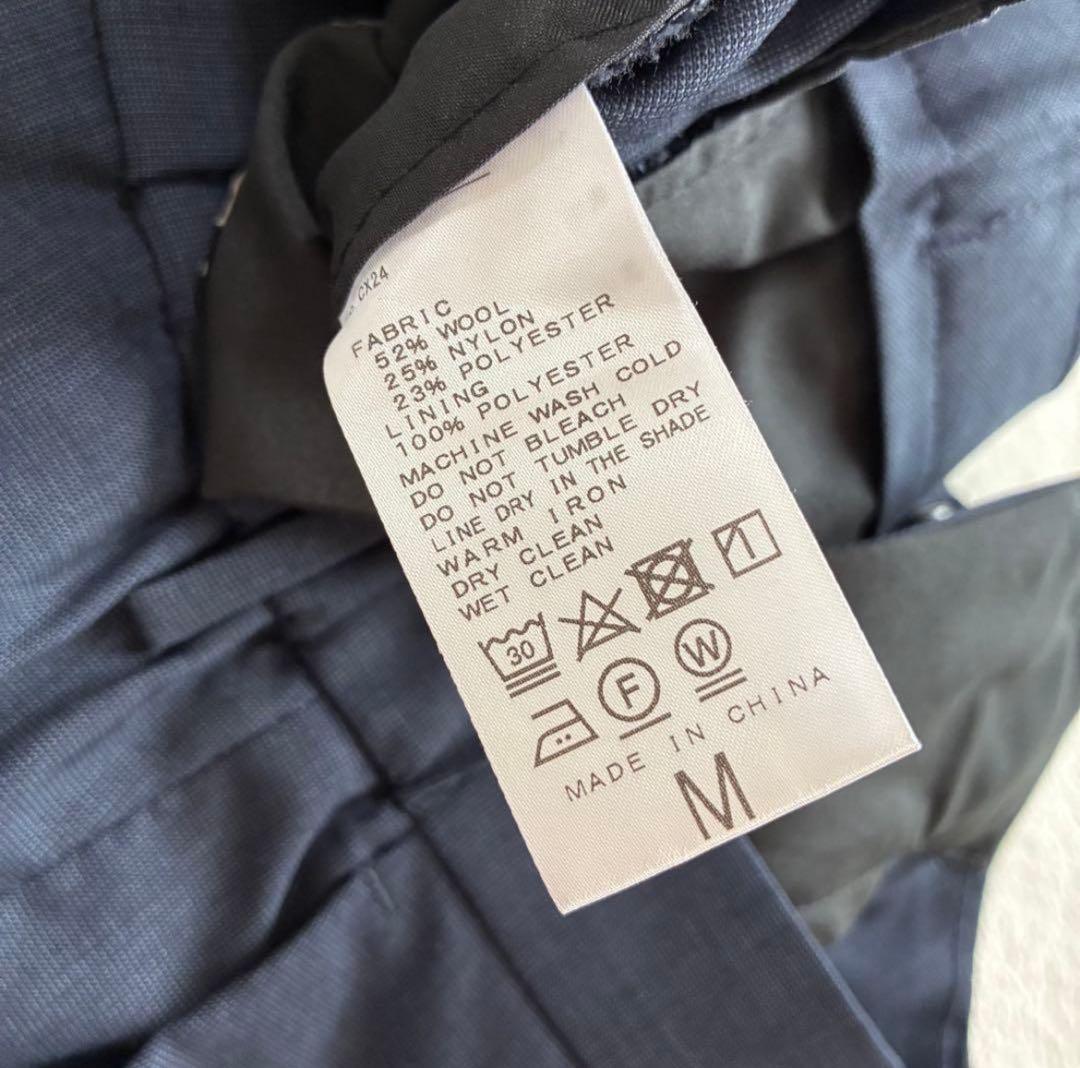 CX24
FABRIC
52% WOOL
25% NYLON
23% POLYESTER
LINING
100% POLYESTER
MACHINE WASH COLD
DO NOT BLEACH
DO NOT TUMBLE DRY
LINE DRY IN THE SHADE
WARM IRON
DRY CLEAN
WET CLEAN
30
F W
MADE IN CHINA
M